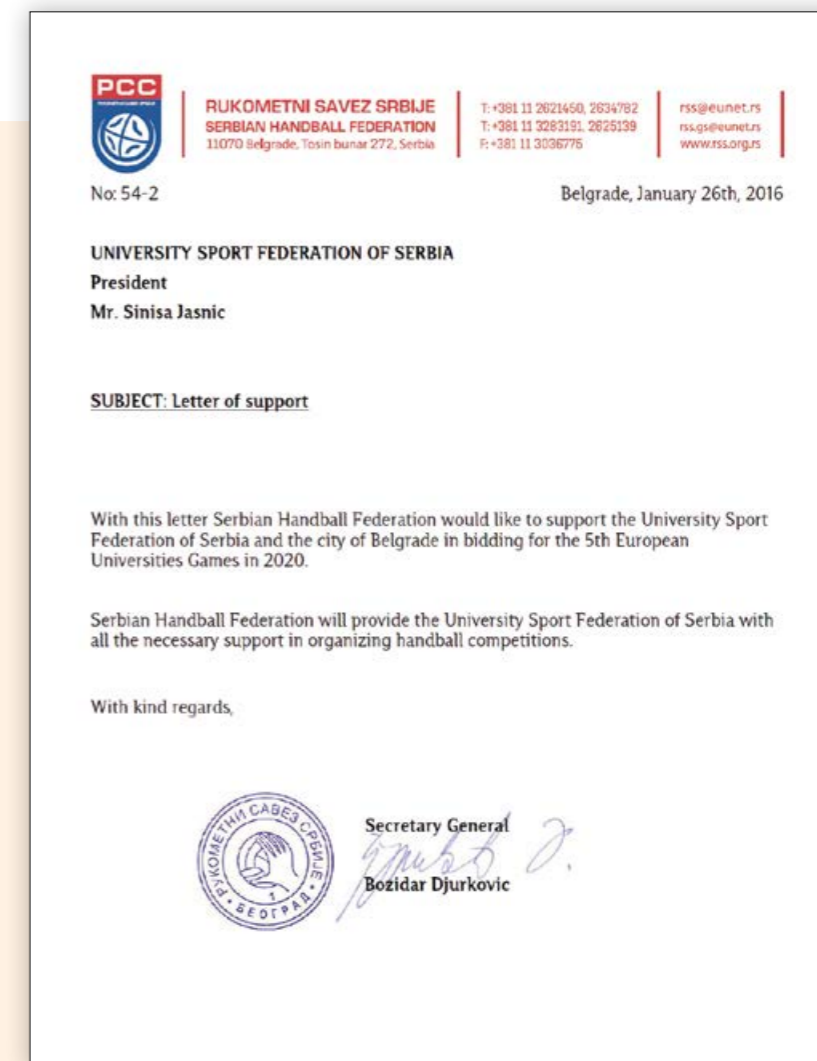 РСС
RUKOMETNI SAVEZ SRBIJE
SERBIAN HANDBALL FEDERATION
11070 Belgrade, Tosin bunar 272, Serbia
T: +381 11 2621450, 2634782
T: +381 11 3283191, 2625139
F: +381 11 3036775
rss@eunet.rs
rss.gs@eunet.rs
www.rss.org.rs
No: 54-2
Belgrade, January 26th, 2016
UNIVERSITY SPORT FEDERATION OF SERBIA
President
Mr. Sinisa Jasnic
SUBJECT: Letter of support
With this letter Serbian Handball Federation would like to support the University Sport
Federation of Serbia and the city of Belgrade in bidding for the 5th European
Universities Games in 2020.
Serbian Handball Federation will provide the University Sport Federation of Serbia with
all the necessary support in organizing handball competitions.
With kind regards,
РУКОМЕТНИ САВЕЗ СРБИЈЕ
1
БЕОГРАД
Secretary General
Bozidar Djurkovic